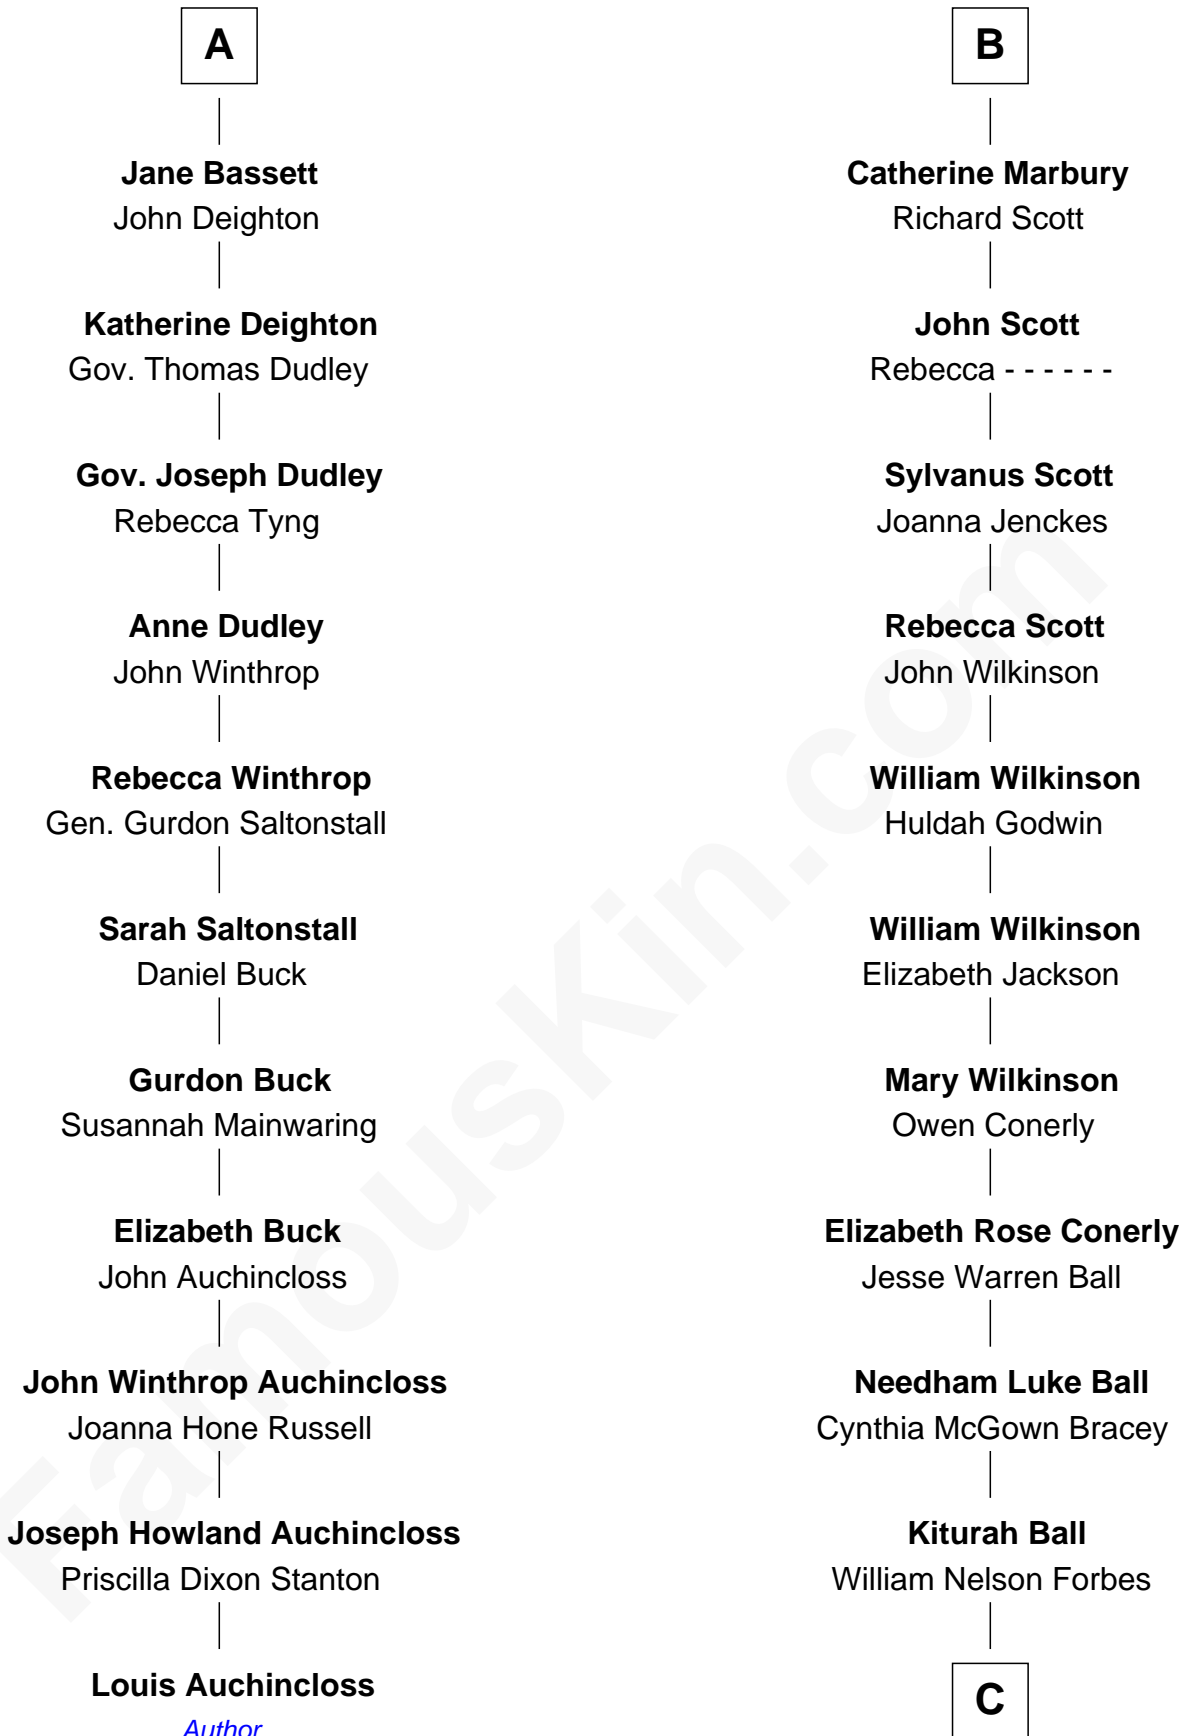 A
Jane Bassett
John Deighton
Katherine Deighton
Gov. Thomas Dudley
Gov. Joseph Dudley
Rebecca Tyng
Anne Dudley
John Winthrop
Rebecca Winthrop
Gen. Gurdon Saltonstall
Sarah Saltonstall
Daniel Buck
Gurdon Buck
Susannah Mainwaring
Elizabeth Buck
John Auchincloss
John Winthrop Auchincloss
Joanna Hone Russell
Joseph Howland Auchincloss
Priscilla Dixon Stanton
Louis Auchincloss
Author
B
Catherine Marbury
Richard Scott
John Scott
Rebecca - - - - - -
Sylvanus Scott
Joanna Jenckes
Rebecca Scott
John Wilkinson
William Wilkinson
Huldah Godwin
William Wilkinson
Elizabeth Jackson
Mary Wilkinson
Owen Conerly
Elizabeth Rose Conerly
Jesse Warren Ball
Needham Luke Ball
Cynthia McGown Bracey
Kiturah Ball
William Nelson Forbes
C
FamousKin.com